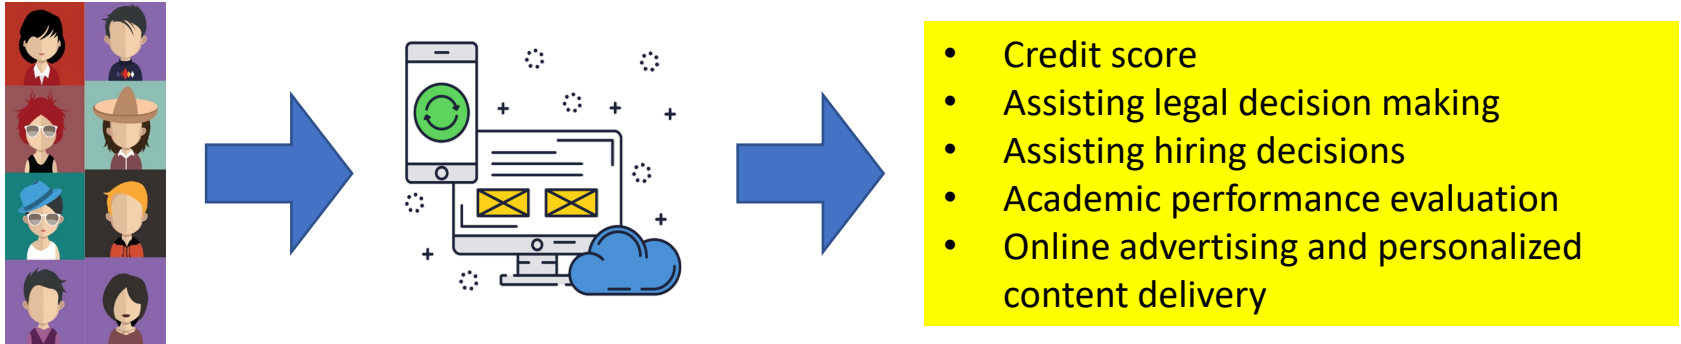 • Credit score
• Assisting legal decision making
• Assisting hiring decisions
• Academic performance evaluation
• Online advertising and personalized
content delivery